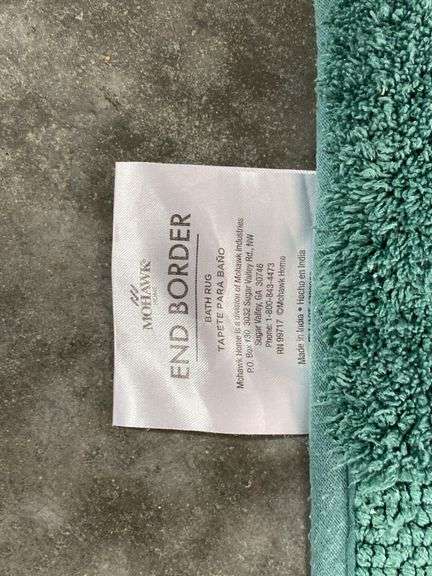 MOHAWK
HOME
END BORDER
BATH RUG
TAPETE PARA BAÑO
Mohawk Home is a division of Mohawk Industries
P.O. Box 130 3032 Sugar Valley Rd., NW
Sugar Valley, GA 30746
Phone: 1-800-843-4473
RN 99717 ©Mohawk Home
Made in India • Hecho en India